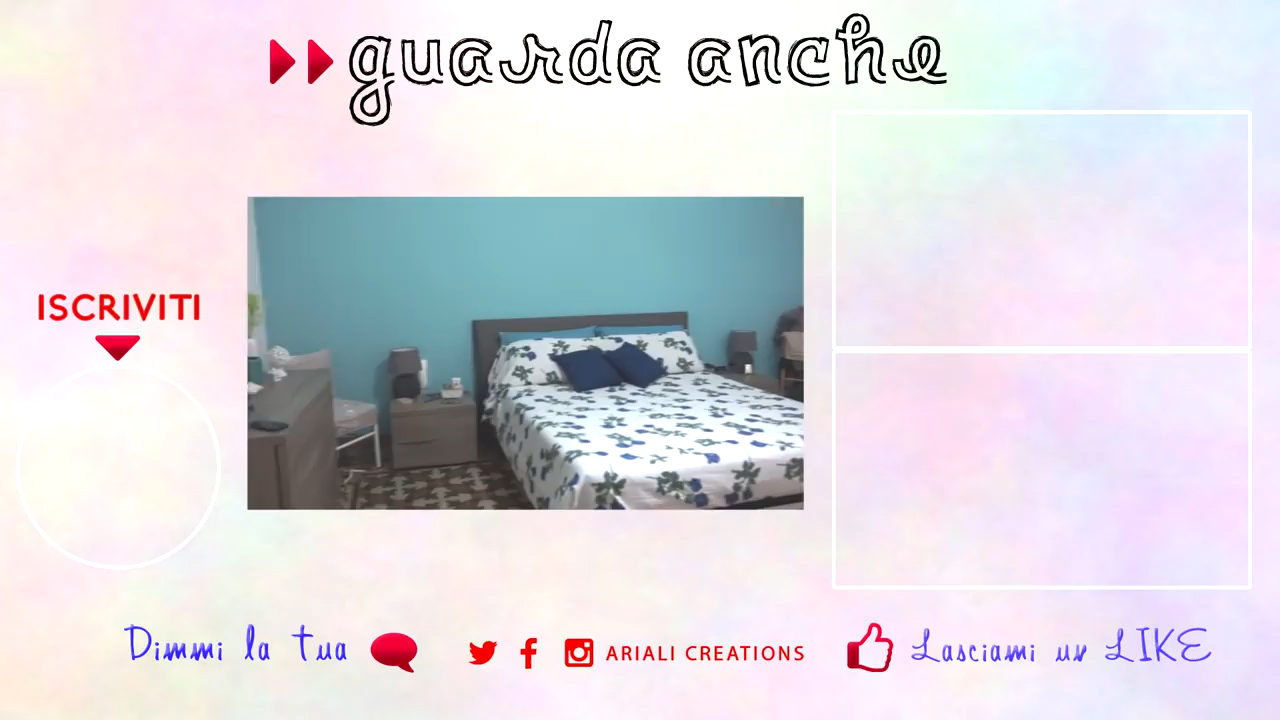 guarda anche
ISCRIVITI
Dimmi la tua
ARIALI CREATIONS
Lasciami un LIKE